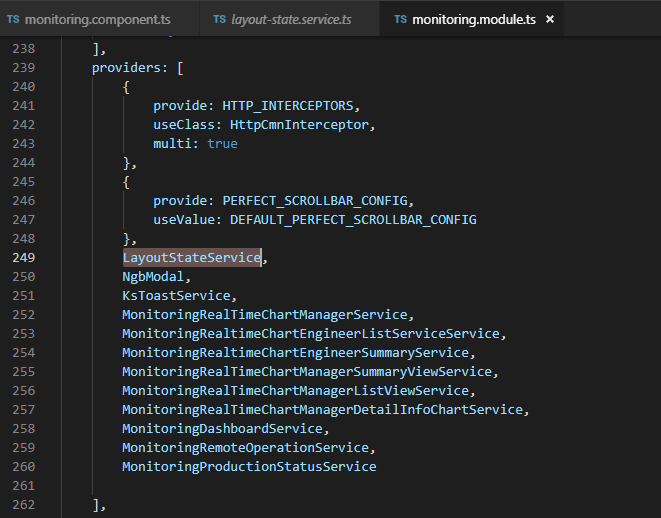 TS monitoring.component.ts TS layout-state.service.ts TS monitoring.module.ts ×
238 ],
239 providers: [
240 {
241 provide: HTTP_INTERCEPTORS,
242 useClass: HttpCmnInterceptor,
243 multi: true
244 },
245 {
246 provide: PERFECT_SCROLLBAR_CONFIG,
247 useValue: DEFAULT_PERFECT_SCROLLBAR_CONFIG
248 },
249 LayoutStateService,
250 NgbModal,
251 KsToastService,
252 MonitoringRealTimeChartManagerService,
253 MonitoringRealTimeChartEngineerListServiceService,
254 MonitoringRealTimeChartEngineerSummaryService,
255 MonitoringRealTimeChartManagerSummaryViewService,
256 MonitoringRealTimeChartManagerListViewService,
257 MonitoringRealTimeChartManagerDetailInfoChartService,
258 MonitoringDashboardService,
259 MonitoringRemoteOperationService,
260 MonitoringProductionStatusService
261
262 ],